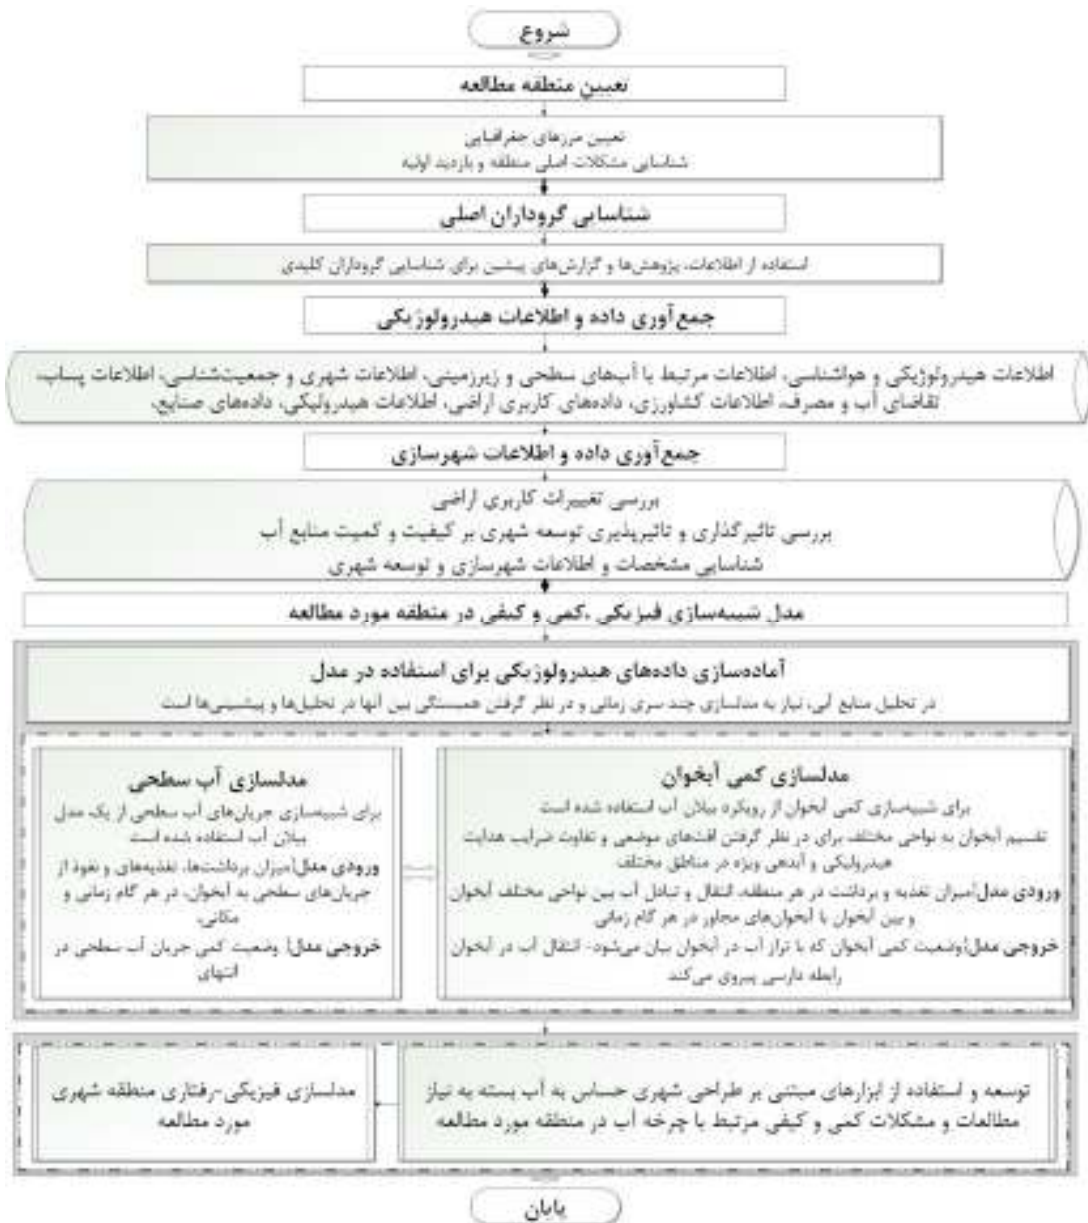 شروع
تعیین منطقه مطالعه
تعیین مرزهای جغرافیایی
شناسایی مشکلات اصلی منطقه و بازدید اولیه
شناسایی گروداران اصلی
استفاده از اطلاعات، پژوهش‌ها و گزارش‌های پیشین برای شناسایی گروداران کلیدی
جمع‌آوری داده و اطلاعات هیدرولوژیکی
اطلاعات هیدرولوژیکی و هواشناسی، اطلاعات مرتبط با آب‌های سطحی و زیرزمینی، اطلاعات شهری و جمعیت‌شناسی، اطلاعات پساب،
تقاضای آب و مصرف، اطلاعات کشاورزی، داده‌های کاربری اراضی، اطلاعات هیدرولیکی، داده‌های صنایع،
جمع‌آوری داده و اطلاعات شهرسازی
بررسی تغییرات کاربری اراضی
بررسی تاثیرگذاری و تاثیرپذیری توسعه شهری بر کیفیت و کمیت منابع آب
شناسایی مشخصات و اطلاعات شهرسازی و توسعه شهری
مدل شبیه‌سازی فیزیکی ،کمی و کیفی در منطقه مورد مطالعه
آماده‌سازی داده‌های هیدرولوژیکی برای استفاده در مدل
در تحلیل منابع آبی، نیاز به مدلسازی چند سری زمانی و در نظر گرفتن همبستگی بین آنها در تحلیل‌ها و پیشبینی‌ها است
مدلسازی کمی آبخوان
برای شبیه‌سازی کمی آبخوان از رویکرد بیلان آب استفاده شده است
تقسیم آبخوان به نواحی مختلف برای در نظر گرفتن افت‌های موضعی و تفاوت ضرایب هدایت
هیدرولیکی و آبدهی ویژه در مناطق مختلف
ورودی مدل:میزان تغذیه و برداشت در هر منطقه، انتقال و تبادل آب بین نواحی مختلف آبخوان
و بین آبخوان با آبخوان‌های مجاور در هر گام زمانی
خروجی مدل:وضعیت کمی آبخوان که با تراز آب در آبخوان بیان می‌شود- انتقال آب در آبخوان
رابطه دارسی پیروی می‌کند
مدلسازی آب سطحی
برای شبیه‌سازی جریان‌های آب سطحی از یک مدل
بیلان آب استفاده شده است
ورودی مدل:میزان برداشت‌ها، تغذیه‌های و نفوذ از
جریان‌های سطحی به آبخوان، در هر گام زمانی و
مکانی.
خروجی مدل: وضعیت کمی جریان آب سطحی در
انتهای
توسعه و استفاده از ابزارهای مبتنی بر طراحی شهری حساس به آب بسته به نیاز
مطالعات و مشکلات کمی و کیفی مرتبط با چرخه آب در منطقه مورد مطالعه
مدلسازی فیزیکی-رفتاری منطقه شهری
مورد مطالعه
پایان